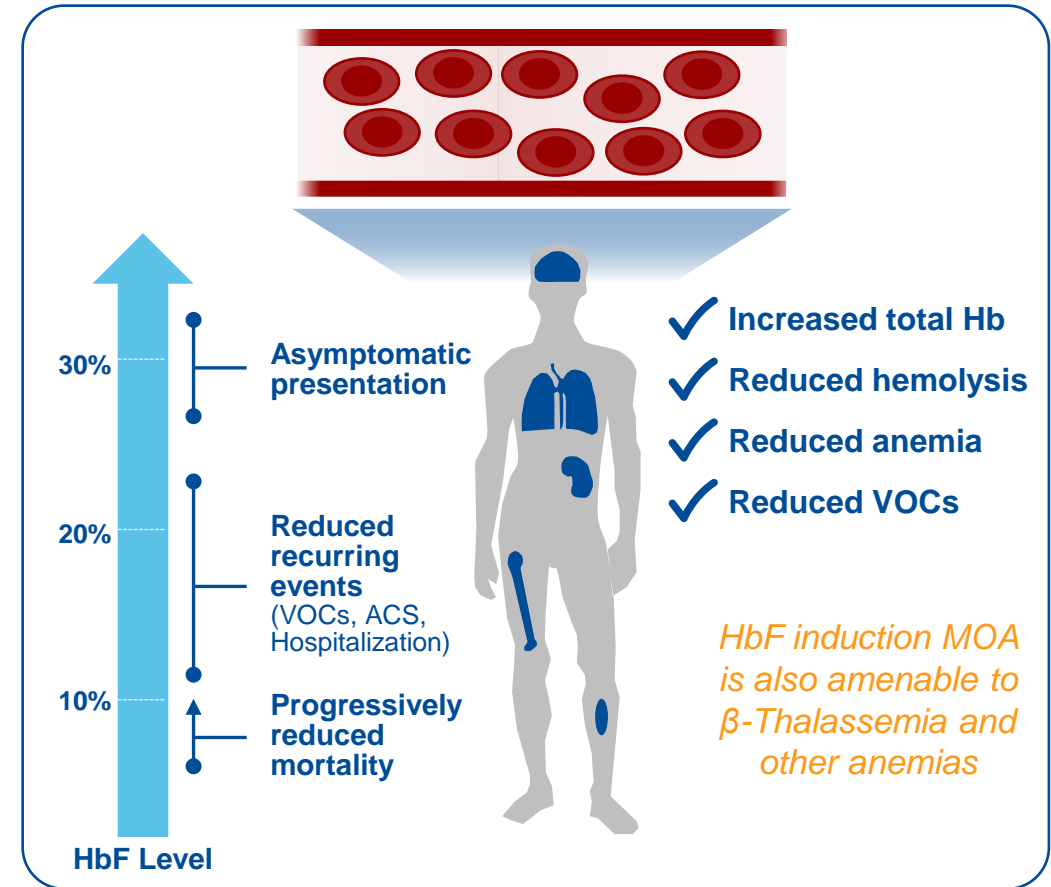 30%
Asymptomatic
presentation
20%
Reduced
recurring
events
(VOCs, ACS,
Hospitalization)
10%
Progressively
reduced
mortality
HbF Level
Increased total Hb
Reduced hemolysis
Reduced anemia
Reduced VOCs
HbF induction MOA
is also amenable to
β-Thalassemia and
other anemias